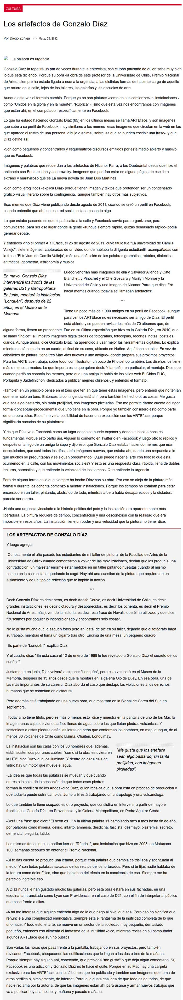 CULTURA
Los artefactos de Gonzalo Díaz
Por Diego Zúñiga Marzo 28, 2012
La palabra es urgencia.
Gonzalo Díaz la repetirá un par de veces durante la entrevista, con el tono pausado de quien sabe muy bien
lo que está diciendo. Porque su obra -la obra de este profesor de la Universidad de Chile, Premio Nacional
de Artes- siempre ha estado ligada a eso: a la urgencia, a las distintas formas de hacerse cargo de aquello
que ocurre en la calle, lejos de los talleres, las galerías y las escuelas de arte.
Aunque esta vez el formato cambió. Porque ya no son pinturas -como en sus comienzos- ni instalaciones -
como "Unidos en la gloria y en la muerte", "Rúbrica" -, sino que esta vez nos encontramos con imágenes
que están ahí, en el computador, específicamente en Facebook.
Lo que ha estado haciendo Gonzalo Díaz (65) en los últimos meses se llama ARTEface, y son imágenes
que sube a su perfil de Facebook, muy similares a los memes -esas imágenes que circulan en la web en las
que aparece el rostro de una persona, dibujo o animal, sobre las que se pueden escribir una frase-, y que
Díaz define así:
-Son como pequeños y concentrados y esquemáticos discursos emitidos por este medio abierto y masivo
que es Facebook.
Imágenes y palabras que recuerdan a los artefactos de Nicanor Parra, a los Quebrantahuesos que hizo el
antipoeta con Enrique Lihn y Jodorowsky. Imágenes que podrían estar en alguna página de ese libro
extraño y maravilloso que es La nueva novela de Juan Luis Martínez.
-Son como jeroglíficos -explica Díaz- porque tienen imagen y textos que pretenden ser un condensado
gráfico-visual-literario sobre la contingencia, aunque también hay otros más subjetivos.
Eso: memes que Díaz viene publicando desde agosto de 2011, cuando se creó un perfil en Facebook,
cuando entendió que ahí, en esa red social, estaba pasando algo.
Lo que estaba pasando es que el país salía a la calle y Facebook servía para organizarse, para
comunicarse, para ser ese lugar donde la gente -aunque siempre rápido, quizás demasiado rápido- podía
generar debate.
Y entonces vino el primer ARTEface, el 26 de agosto de 2011, cuyo título fue "La universidad de Camila
Vallejo": siete imágenes -capturadas de un video donde hablaba la dirigenta estudiantil- acompañadas con
la frase "El trívium de Camila Vallejo", más una definición de las palabras gramática, retórica, dialéctica,
aritmética, geometría, astronomía y música.
En mayo, Gonzalo Díaz
intervendrá los frontis de las
galerías D21 y Metropolitana.
En junio, montará la instalación
"Lonquén", después de 22
años, en el Museo de la
Memoria
Luego vendrían más imágenes de ella y Salvador Allende y Cate
Blanchett y Pinochet y el Che Guevara y Marilyn Monroe y la
Universidad de Chile y una imagen de Nicanor Parra que dice: "Yo
hacía memes cuando todavía se llamaban artefactos".
***
Tiene un poco más de 1.000 amigos en su perfil de Facebook, aunque
para ver los ARTEface no es necesario ser amigo de Díaz. El perfil
está abierto y se pueden revisar los más de 70 álbumes que, de
alguna forma, tienen un precedente. Fue en su última exposición que hizo en la Galería D21, en 2010, que
se llamó "Índice": allí mostró imágenes digitalizadas de fotografías, fotocopias, recortes, notas, postales,
diarios. Aunque ahora, dice Gonzalo Díaz, ha aprendido a usar mejor las herramientas digitales. Lo explica
mientras está sentado en un cuarto, al final de su casa, ubicada en Ñuñoa. Aquí tiene su taller. En vez de
caballetes de pintura, tiene tres Mac -dos nuevos y uno antiguo-, donde prepara sus próximos proyectos.
Para los ARTEface trabaja, sobre todo, con Illustrator, un poco de Photoshop también. Los diseños los tiene
más o menos armados. Lo que importa es lo que quiere decir. Y también, en particular, el montaje. Dice que
cuando partió no conocía los memes, pero que una amiga le habló de los sitios web El Chico PUC,
Porlaputa y Jaidefinichon -dedicados a publicar memes chilenos-, y entendió el formato.
-También en un principio pensé en el tono que tenían que tener estas imágenes, pero entendí que no tenían
que tener sólo un tono. Entonces la contingencia está ahí, pero también he hecho otras cosas. Me gusta
que sea algo bastardo, sin tanta prolijidad, con imágenes pixeladas. Eso me permite darme cuenta del rigor
formal-conceptual-procedimental que uno tiene en la obra. Porque yo también considero esto como parte
de una obra -dice. Eso sí, no ve la posibilidad de hacer una exposición con los ARTEface, porque
significaría sacarlos de su plataforma.
Y es que Díaz ve a Facebook como un lugar donde se puede exponer y donde el boca a boca es
fundamental. Porque esto partió así. Alguien lo comentó en Twitter o en Facebook y luego otro lo replicó y
después un amigo de un amigo lo supo y dijo eso: que Gonzalo Díaz estaba haciendo memes que eran
desquiciados, que casi todos los días subía imágenes nuevas, que estaba ahí, dando una respuesta a lo
que muchos se preguntaban y se siguen preguntando: ¿Qué puede hacer el arte con todo lo que está
ocurriendo en la calle, con los movimientos sociales? Y ésta es una respuesta clara, rápida, llena de dobles
lecturas, sarcástica y que entiende la velocidad de los tiempos. Que entiende la urgencia.
Pero de alguna forma es lo que siempre ha hecho Díaz con su obra. Por eso se alejó de la pintura más
formal y durante los ochenta comenzó a montar instalaciones. Porque los tiempos no estaban para estar
encerrado en un taller, pintando, abstraído de todo, mientras afuera había desaparecidos y la dictadura
parecía ser eterna.
-Había una urgencia vinculada a la historia política del país y la instalación era aparentemente más
liberadora. La pintura requiere de tiempo, concentración y una desconexión con la realidad que era
imposible en esos años. La instalación tiene un poder y una velocidad que la pintura no tiene -dice.
LOS ARTEFACTOS DE GONZALO DÍAZ
Y luego agrega:
-Curiosamente el año pasado los estudiantes de mi taller de pintura -de la Facultad de Artes de la
Universidad de Chile- cuando comenzaron a volver de las movilizaciones, decían que les producía una
contradicción, un malestar enorme estar metidos en un taller pintando hueaítas cuando al mismo
tiempo en la calle estaba quedando la cagá. Hay ahí una cuestión de la pintura que requiere de un
aislamiento y de un tipo de reflexión que te impide la acción.
***
Decir Gonzalo Díaz es decir neón, es decir Adolfo Couve, es decir Universidad de Chile, es decir
grandes instalaciones, es decir dictadura y desaparecidos, es decir los ochenta, es decir el Premio
Nacional de Artes más joven de la historia, es decir esa frase de Novalis que él ha utilizado y que dice:
"Buscamos por doquier lo incondicionado y encontramos sólo cosas".
No le gusta mucho que le saquen fotos pero ahí está, de pie en su taller, dejando que el fotógrafo haga
su trabajo, mientras él fuma un cigarro tras otro. Encima de una mesa, un pequeño cuadro.
-Es parte de "Lonquén" -explica Díaz.
Y el cuadro dice: "En esta casa el 12 de enero de 1989 le fue revelado a Gonzalo Díaz el secreto de los
sueños".
Justamente en junio, Díaz volverá a exponer "Lonquén", pero esta vez será en el Museo de la
Memoria, después de 13 años desde que la montara en la galería Ojo de Buey. En esa obra, una de
las más importantes de su carrera, Díaz aborda el caso que destapó las violaciones a los derechos
humanos que se cometían en dictadura.
Pero además está trabajando en una nueva obra, que mostrará en la Bienal de Corea del Sur, en
septiembre.
-Todavía no tiene título, pero es más o menos esto -dice y muestra en la pantalla de uno de los Mac la
imagen: unas cajas de vidrio acrílico llenas de agua, sobre las que flotan piedras volcánicas. Y
sostenidas a estas piedras están las letras de neón que conforman los nombres, en mapudungún, de al
menos 30 volcanes de Chile como Llaima, Chaitén, Lonquimay.
La instalación son las cajas con los 30 nombres que, además,
están sostenidos por unos cables -"como si la obra estuviera en
la UTI", dice Díaz- que los iluminan. Y dentro de cada caja de
vidrio hay un motor que mueve el agua.
"Me gusta que los arteface
sean algo bastardo, sin tanta
prolijidad, con imágenes
pixeladas".
-La idea es que todas las palabras se muevan y que cuando
entres a la sala, dé la sensación de que todas esas piedras
forman la cordillera de los Andes -dice Díaz, quien recalca que la obra está en proceso de producción y
que todavía puede sufrir cambios. Junto a él está trabajando un antropólogo y una vulcanóloga.
Lo que también lo tiene ocupado es otro proyecto, que consistirá en intervenir a partir de mayo el
frontis de la Galería D21, en Providencia, y la Galería Metropolitana, en Pedro Aguirre Cerda.
-Será una frase que dice: "El neón es…" y la última palabra irá cambiando mes a mes hasta fin de año,
por palabras como miseria, delirio, infarto, amnesia, desdicha, fascista, desmayo, blasfemia, secreto,
demencia, plegaria, latido.
Las mismas frases que se podían leer en "Rúbrica", una instalación que hizo en 2003, en Matucana
100, semanas después de obtener el Premio Nacional.
-Si te das cuenta se produce una letanía, porque esta palabra que cambia es trisílaba y acentuada al
medio. Y son todas palabras sacadas de los relatos de los torturados. Pero si te fijas nadie hablaba de
la tortura como dolor físico, sino que hablaban del efecto en la conciencia de eso. Siempre me ha
parecido increíble eso.
A Díaz nunca le han gustado mucho las galerías, pero esta obra estará en sus fachadas, en una
esquina tan transitada como Lyon con Providencia, en el caso de D21, con el fin de interpelar al público
que pase frente a ellas.
-A mí me interesa que alguien entienda algo de lo que hago al nivel que sea. Pero eso no significa que
renuncie a una complejidad enunciativa. Siempre está el fantasma de la inutilidad completa de lo que
uno hace. Y todo esto, el arte, se mueve en un sector de la sociedad muy pequeño, demasiado
pequeño, entonces eso alimenta el fantasma de la inutilidad -dice, mientras revisa en su computador
algunos ARTEface que aún no publica.
Son varias las horas que pasa frente a la pantalla, trabajando en sus proyectos, pero también
revisando Facebook, chequeando las notificaciones que le llegan a las dos o tres de la mañana.
Porque siempre hay alguien ahí, conectado, que presiona "me gusta" o que deja algún comentario. Sí,
Facebook es una adicción y Gonzalo Díaz no le hace el quite. Porque en su Mac hay una carpeta
exclusiva para los ARTEface, con los álbumes que ha publicado y también con imágenes que toma de
otros perfiles o, simplemente, de internet. Porque le gusta esa idea de que todo es de todos, de que
nadie reclama por la autoría, de que las imágenes están ahí para usarse y armar nuevos trabajos que
va a publicar hoy a la noche, y mañana y pasado mañana.